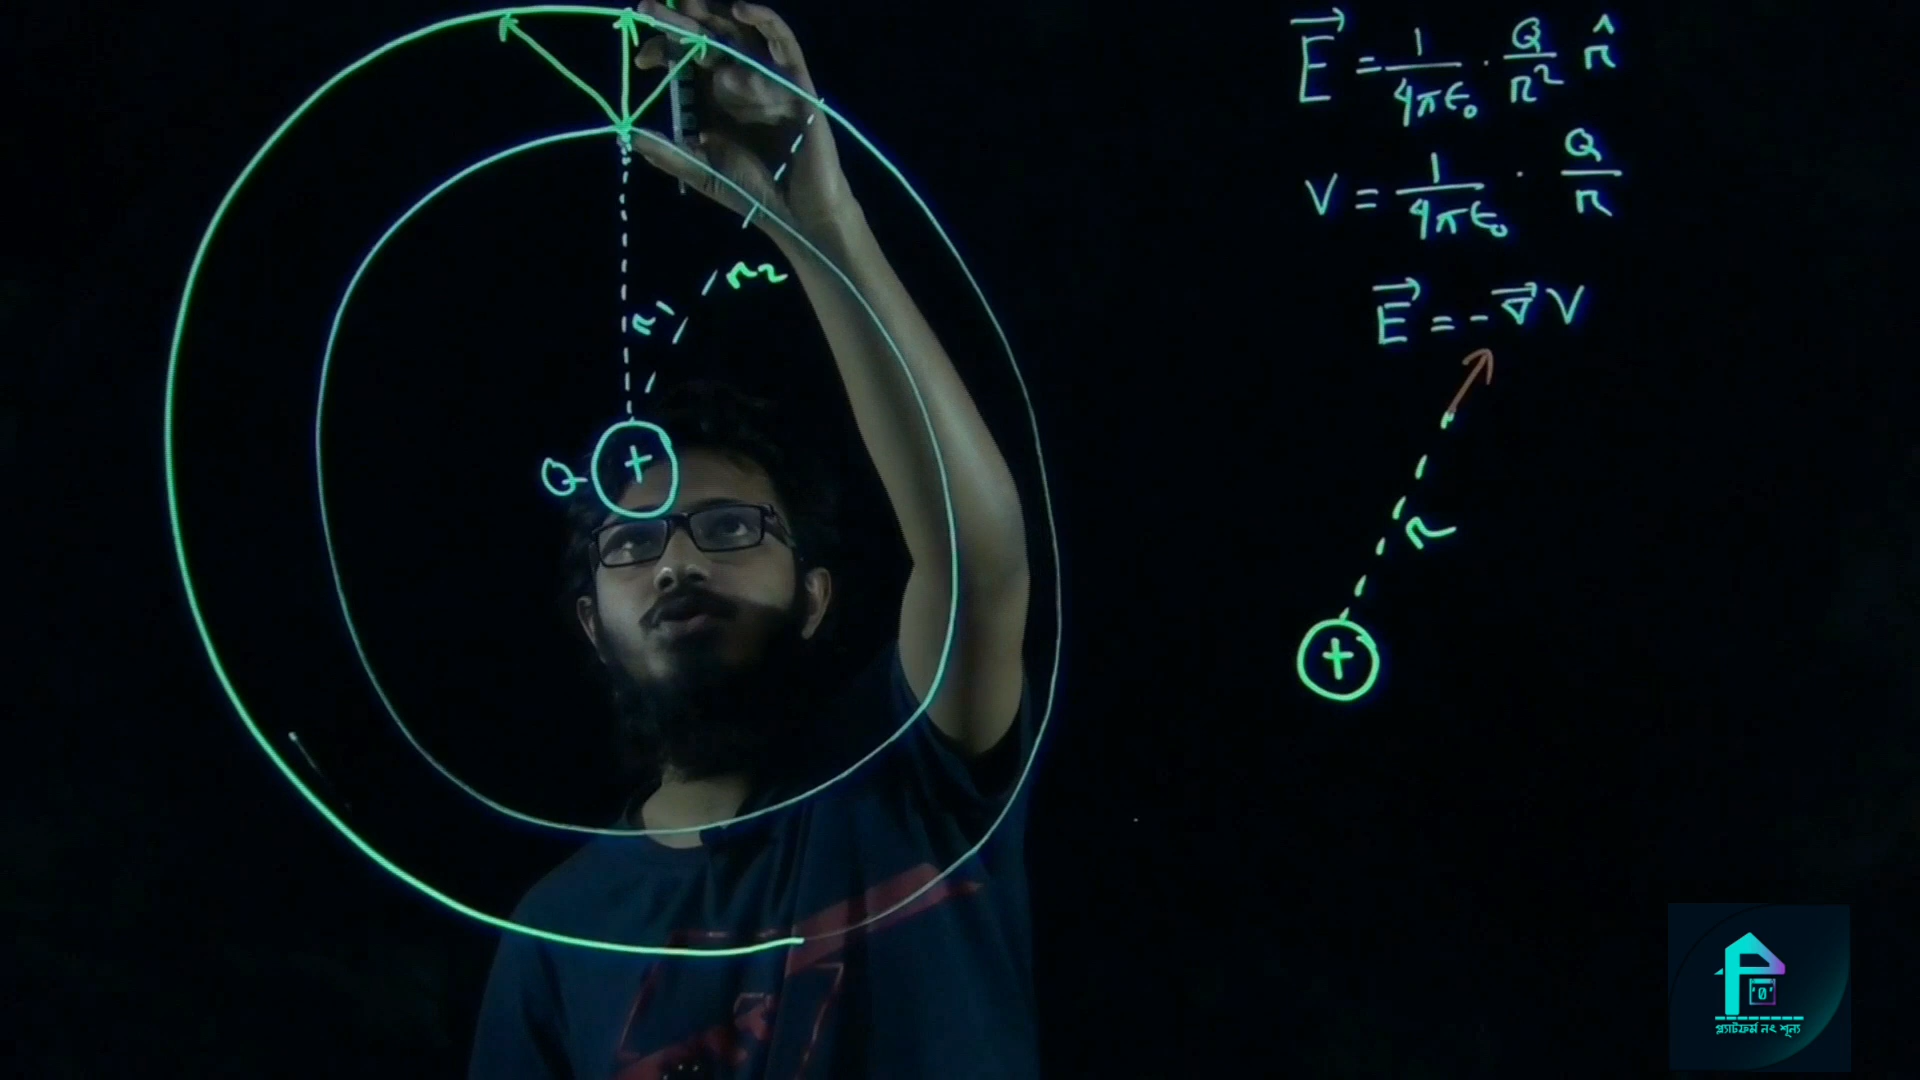 E⃗ = 1/4πϵ₀ · Q/r² r̂
V = 1/4πϵ₀ · Q/r
E⃗ = -∇⃗V
r₂
r₁
Q +
r
+
প্ল্যাটফর্ম নং শূন্য